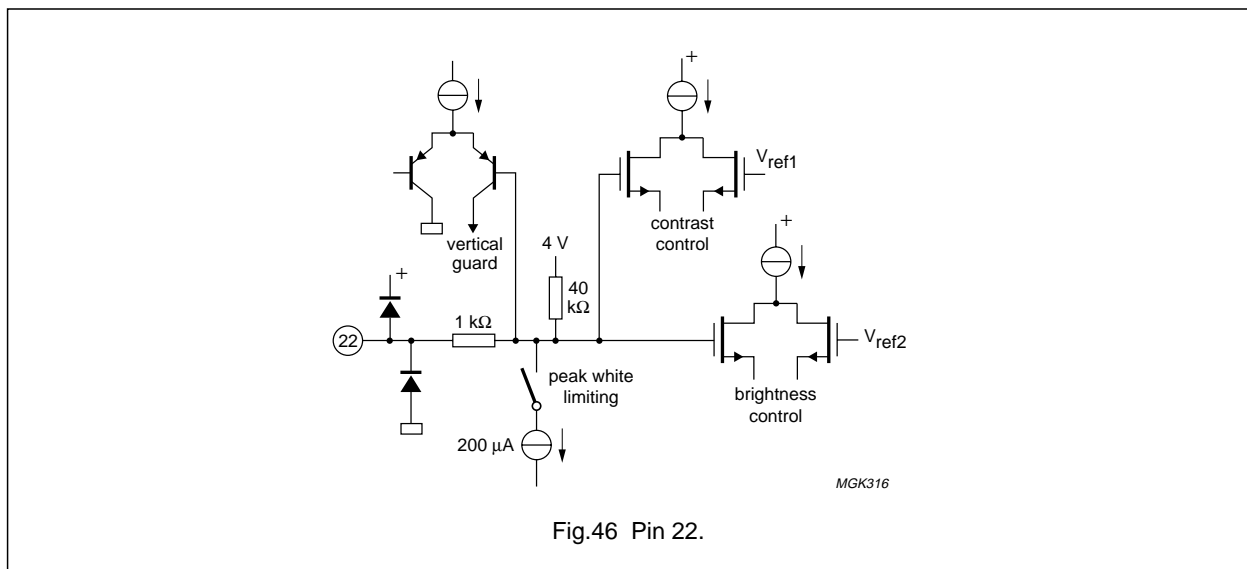 +
+
V ref1
vertical
guard
contrast
control
4 V
+
+
40
kΩ
1 kΩ
22
V ref2
peak white
limiting
brightness
control
200 μA
MGK316
Fig.46 Pin 22.